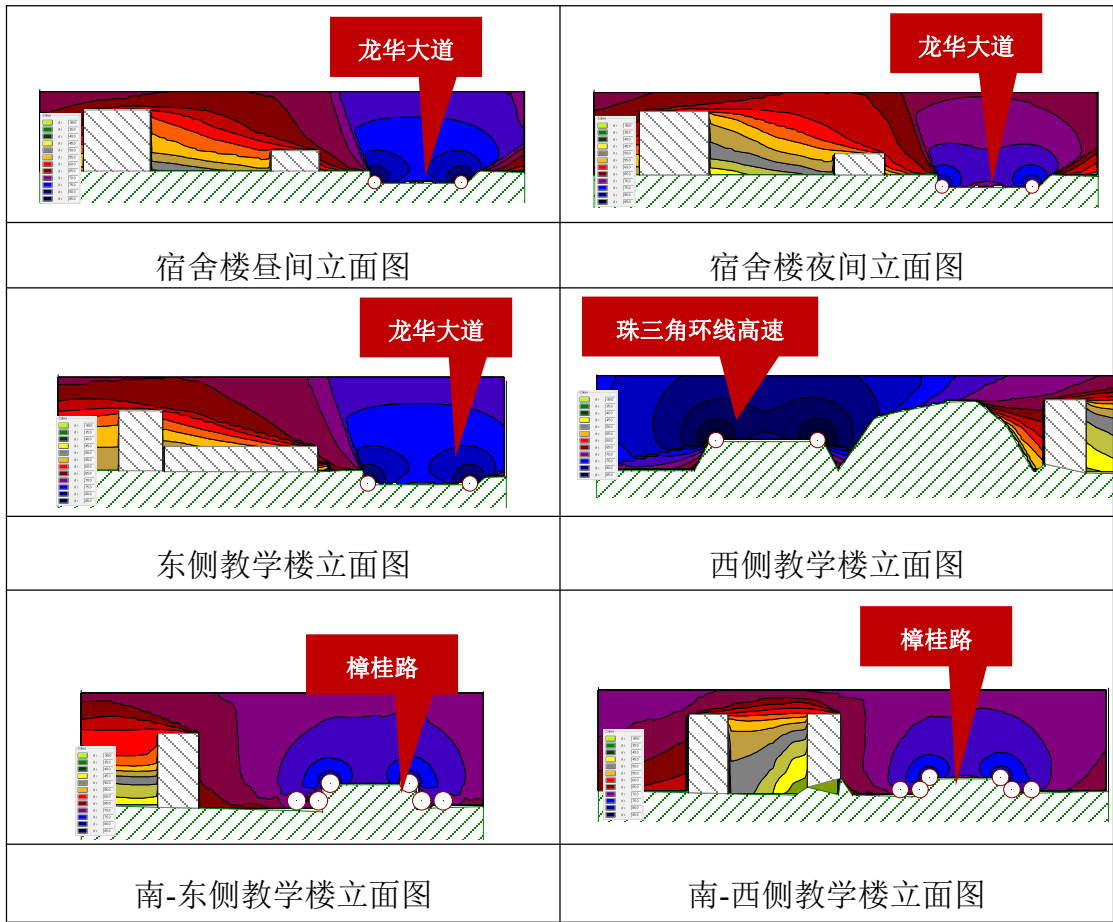 龙华大道
龙华大道
宿舍楼昼间立面图
宿舍楼夜间立面图
龙华大道
珠三角环线高速
东侧教学楼立面图
西侧教学楼立面图
樟桂路
樟桂路
南-东侧教学楼立面图
南-西侧教学楼立面图